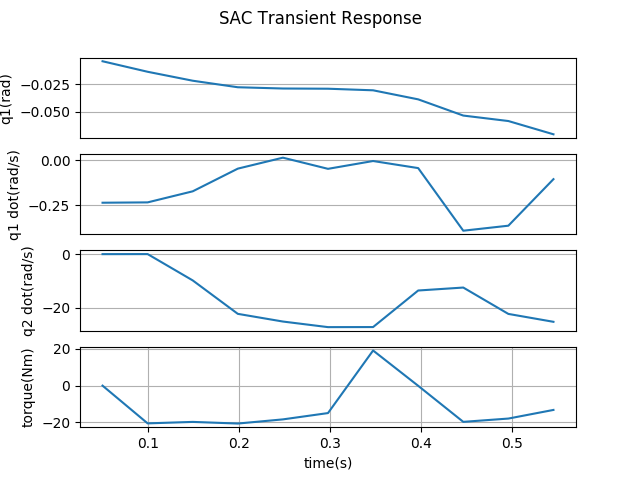 SAC Transient Response
q1(rad)
−0.025
−0.050
q1 dot(rad/s)
0.00
−0.25
q2 dot(rad/s)
0
−20
torque(Nm)
20
0
−20
0.1 0.2 0.3 0.4 0.5
time(s)